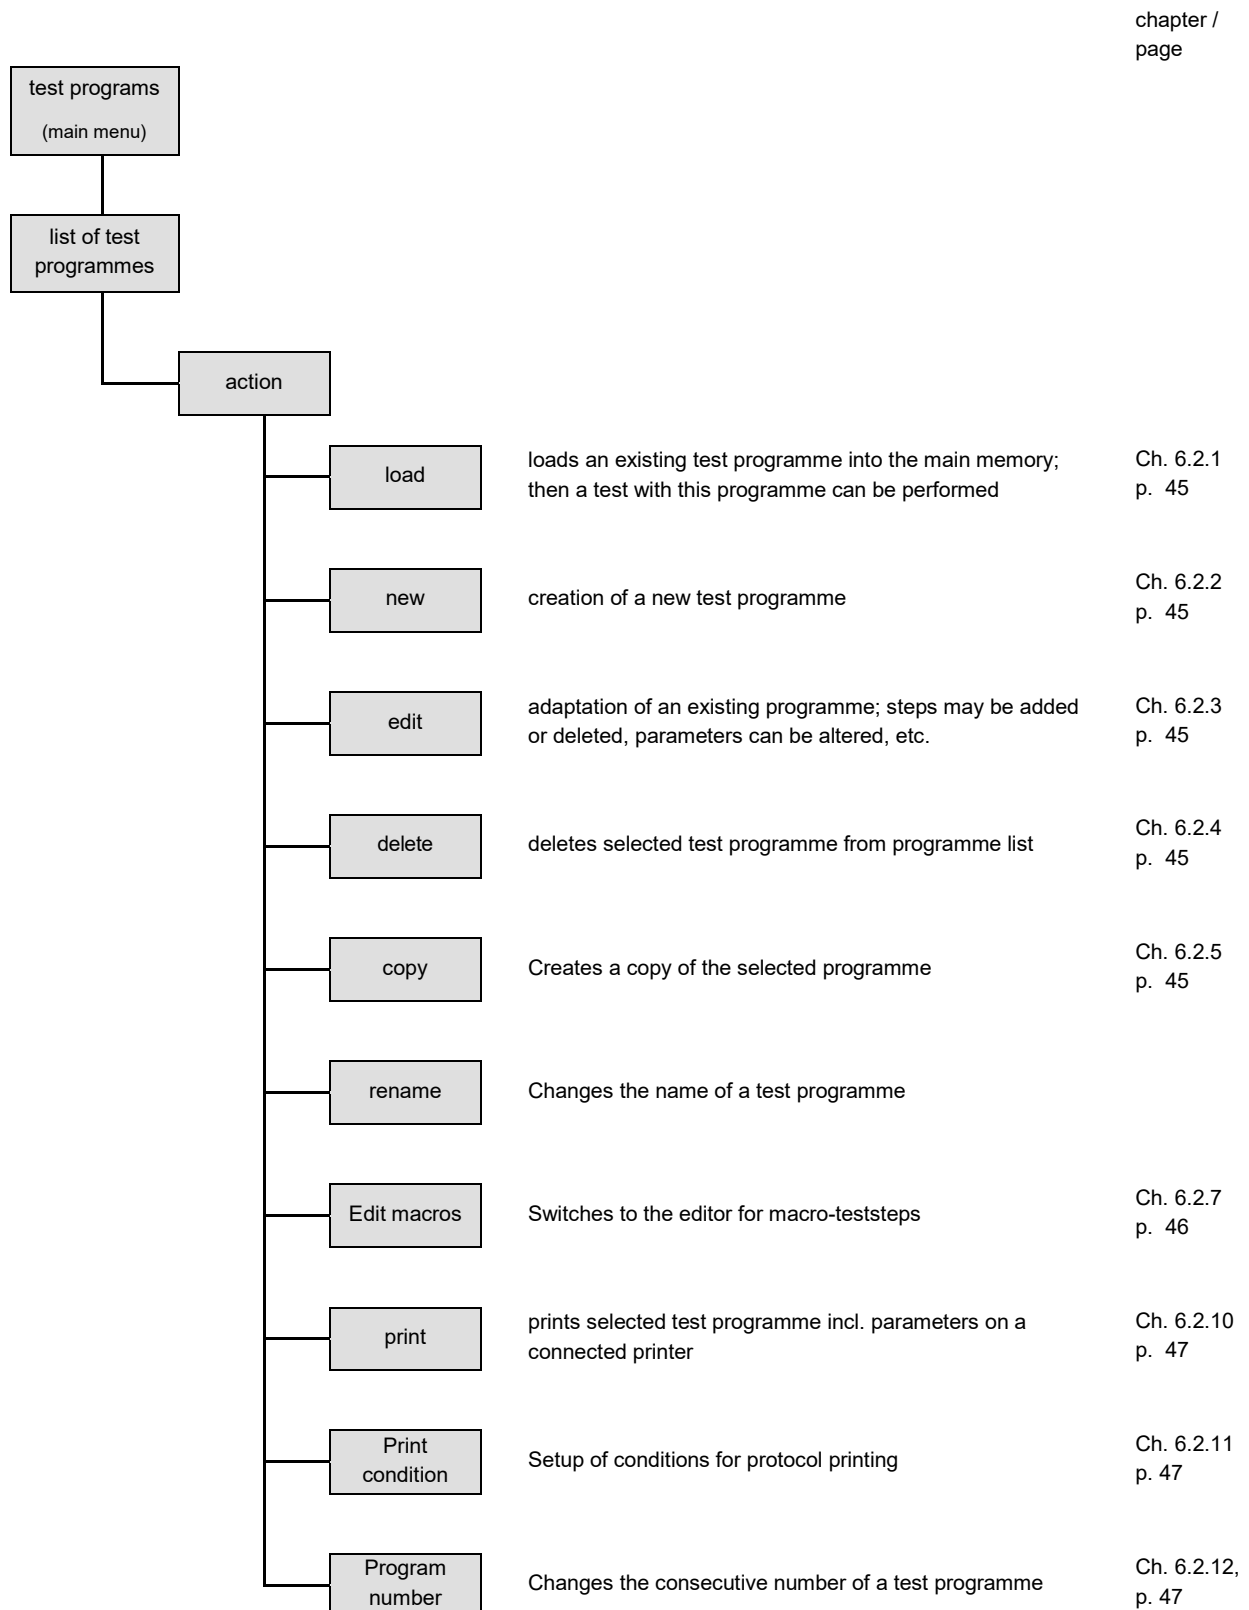 chapter /
page
test programs
(main menu)
list of test
programmes
action
load
loads an existing test programme into the main memory;
then a test with this programme can be performed
Ch. 6.2.1
p. 45
new
creation of a new test programme
Ch. 6.2.2
p. 45
edit
adaptation of an existing programme; steps may be added
or deleted, parameters can be altered, etc.
Ch. 6.2.3
p. 45
delete
deletes selected test programme from programme list
Ch. 6.2.4
p. 45
copy
Creates a copy of the selected programme
Ch. 6.2.5
p. 45
rename
Changes the name of a test programme
Edit macros
Switches to the editor for macro-teststeps
Ch. 6.2.7
p. 46
print
prints selected test programme incl. parameters on a
connected printer
Ch. 6.2.10
p. 47
Print
condition
Setup of conditions for protocol printing
Ch. 6.2.11
p. 47
Program
number
Changes the consecutive number of a test programme
Ch. 6.2.12,
p. 47